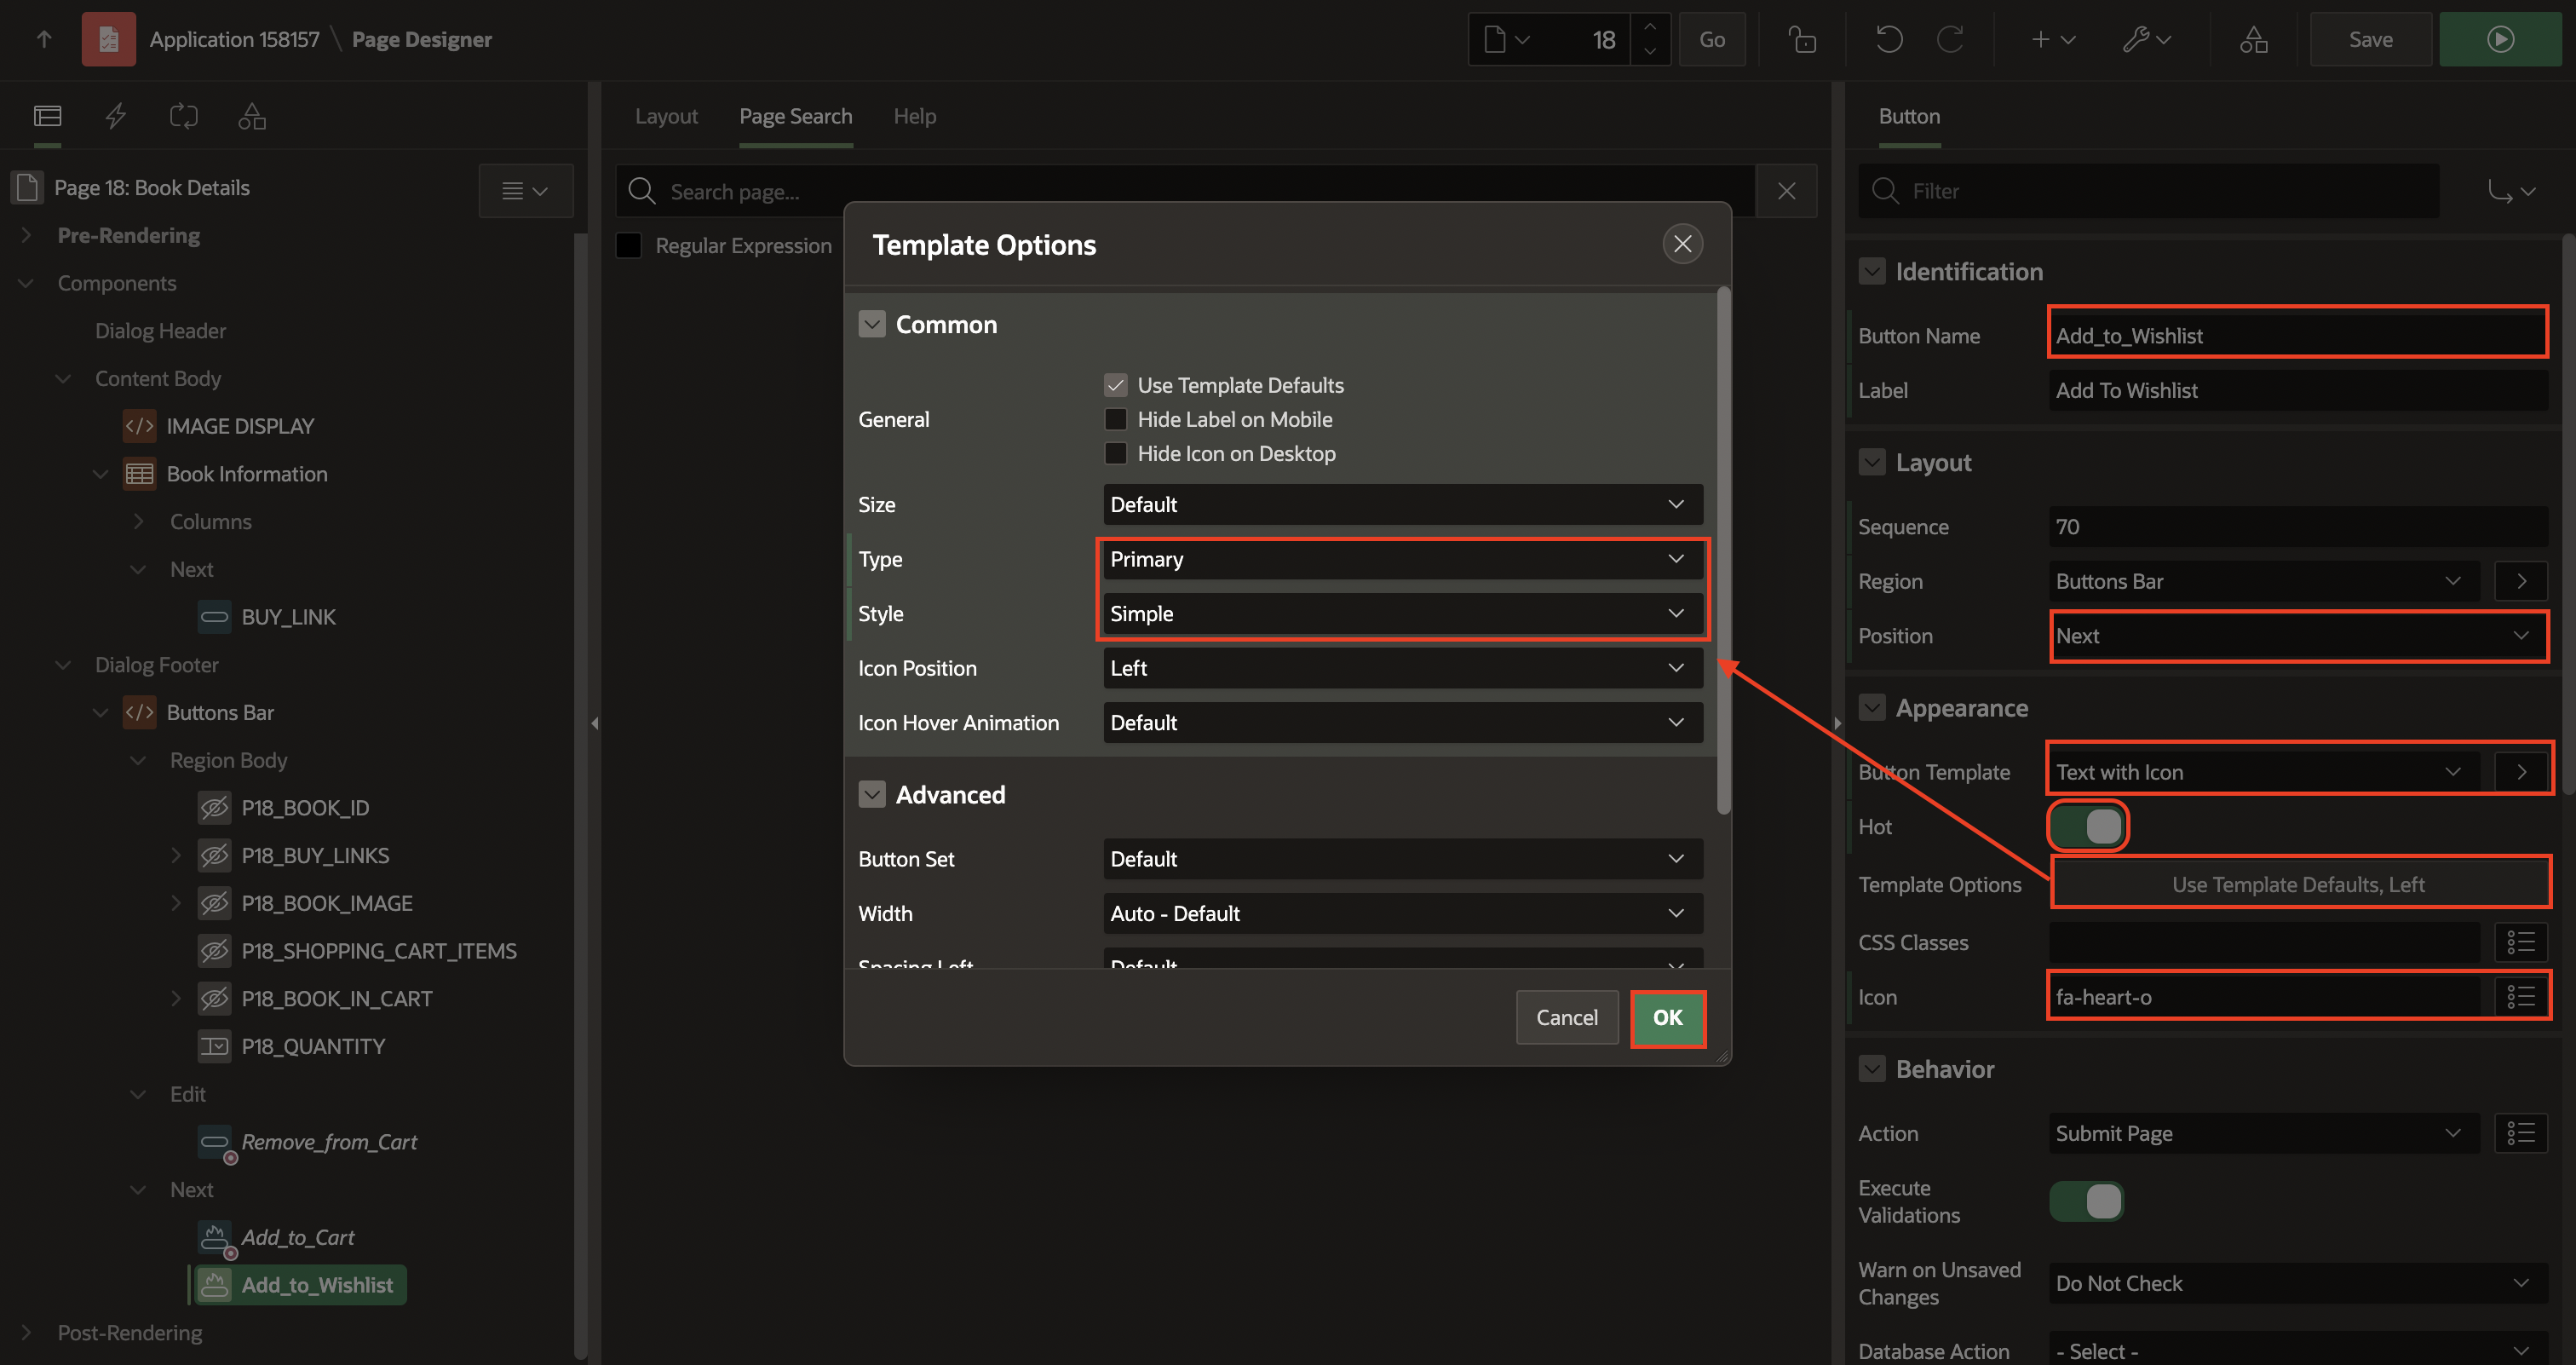 Application 158157 \ Page Designer
18
Go
Save
Page 18: Book Details
Pre-Rendering
Components
Dialog Header
Content Body
IMAGE DISPLAY
Book Information
Columns
Next
BUY_LINK
Dialog Footer
Buttons Bar
Region Body
P18_BOOK_ID
P18_BUY_LINKS
P18_BOOK_IMAGE
P18_SHOPPING_CART_ITEMS
P18_BOOK_IN_CART
P18_QUANTITY
Edit
Remove_from_Cart
Next
Add_to_Cart
Add_to_Wishlist
Post-Rendering
Layout Page Search Help
Search page...
Regular Expression
Template Options
Common
General
Use Template Defaults
Hide Label on Mobile
Hide Icon on Desktop
Size Default
Type Primary
Style Simple
Icon Position Left
Icon Hover Animation Default
Advanced
Button Set Default
Width Auto - Default
Spacing Left Default
Cancel OK
Button
Filter
Identification
Button Name Add_to_Wishlist
Label Add To Wishlist
Layout
Sequence 70
Region Buttons Bar
Position Next
Appearance
Button Template Text with Icon
Hot
Template Options Use Template Defaults, Left
CSS Classes
Icon fa-heart-o
Behavior
Action Submit Page
Execute
Validations
Warn on Unsaved
Changes Do Not Check
Database Action - Select -